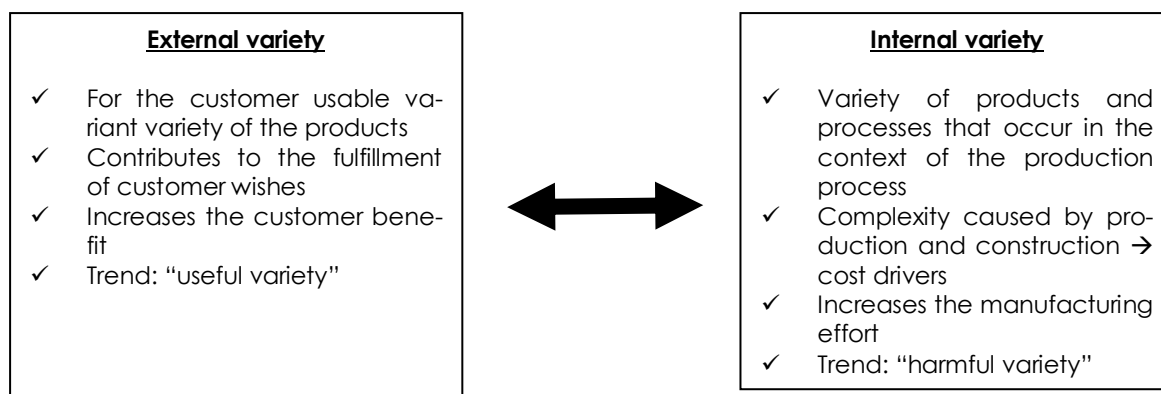 External variety
✓ For the customer usable va-
riant variety of the products
✓ Contributes to the fulfillment
of customer wishes
✓ Increases the customer bene-
fit
✓ Trend: “useful variety”
Internal variety
✓ Variety of products and
processes that occur in the
context of the production
process
✓ Complexity caused by pro-
duction and construction →
cost drivers
✓ Increases the manufacturing
effort
✓ Trend: “harmful variety”